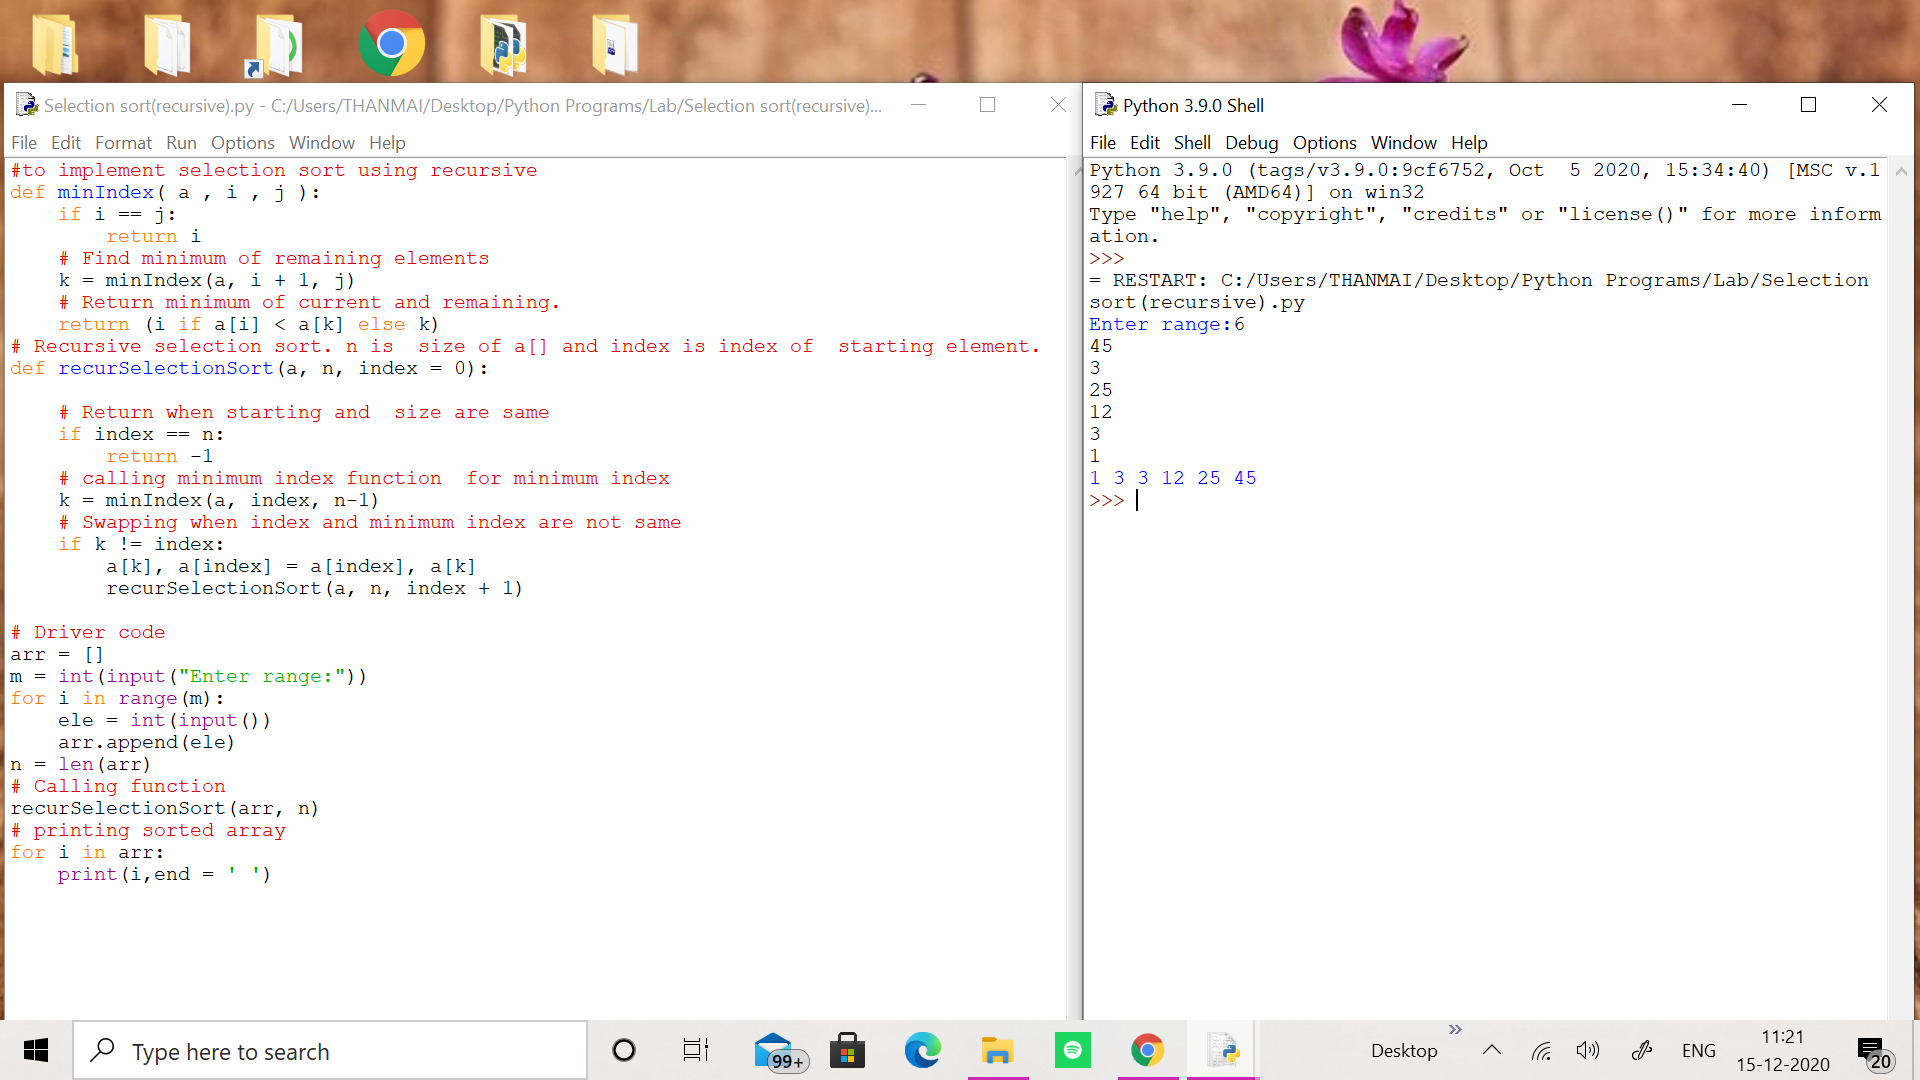 Selection sort(recursive).py - C:/Users/THANMAI/Desktop/Python Programs/Lab/Selection sort(recursive)...
File Edit Format Run Options Window Help
#to implement selection sort using recursive
def minIndex( a , i , j ):
    if i == j:
        return i
    # Find minimum of remaining elements
    k = minIndex(a, i + 1, j)
    # Return minimum of current and remaining.
    return (i if a[i] < a[k] else k)
# Recursive selection sort. n is  size of a[] and index is index of  starting element.
def recurSelectionSort(a, n, index = 0):
    # Return when starting and  size are same
    if index == n:
        return -1
    # calling minimum index function  for minimum index
    k = minIndex(a, index, n-1)
    # Swapping when index and minimum index are not same
    if k != index:
        a[k], a[index] = a[index], a[k]
        recurSelectionSort(a, n, index + 1)
# Driver code
arr = []
m = int(input("Enter range:"))
for i in range(m):
    ele = int(input())
    arr.append(ele)
n = len(arr)
# Calling function
recurSelectionSort(arr, n)
# printing sorted array
for i in arr:
    print(i,end = ' ')
Python 3.9.0 Shell
File Edit Shell Debug Options Window Help
Python 3.9.0 (tags/v3.9.0:9cf6752, Oct  5 2020, 15:34:40) [MSC v.1
927 64 bit (AMD64)] on win32
Type "help", "copyright", "credits" or "license()" for more inform
ation.
>>>
= RESTART: C:/Users/THANMAI/Desktop/Python Programs/Lab/Selection
sort(recursive).py
Enter range:6
45
3
25
12
3
1
1 3 3 12 25 45
>>>
Type here to search
99+
Desktop
»
ENG
11:21
15-12-2020
20